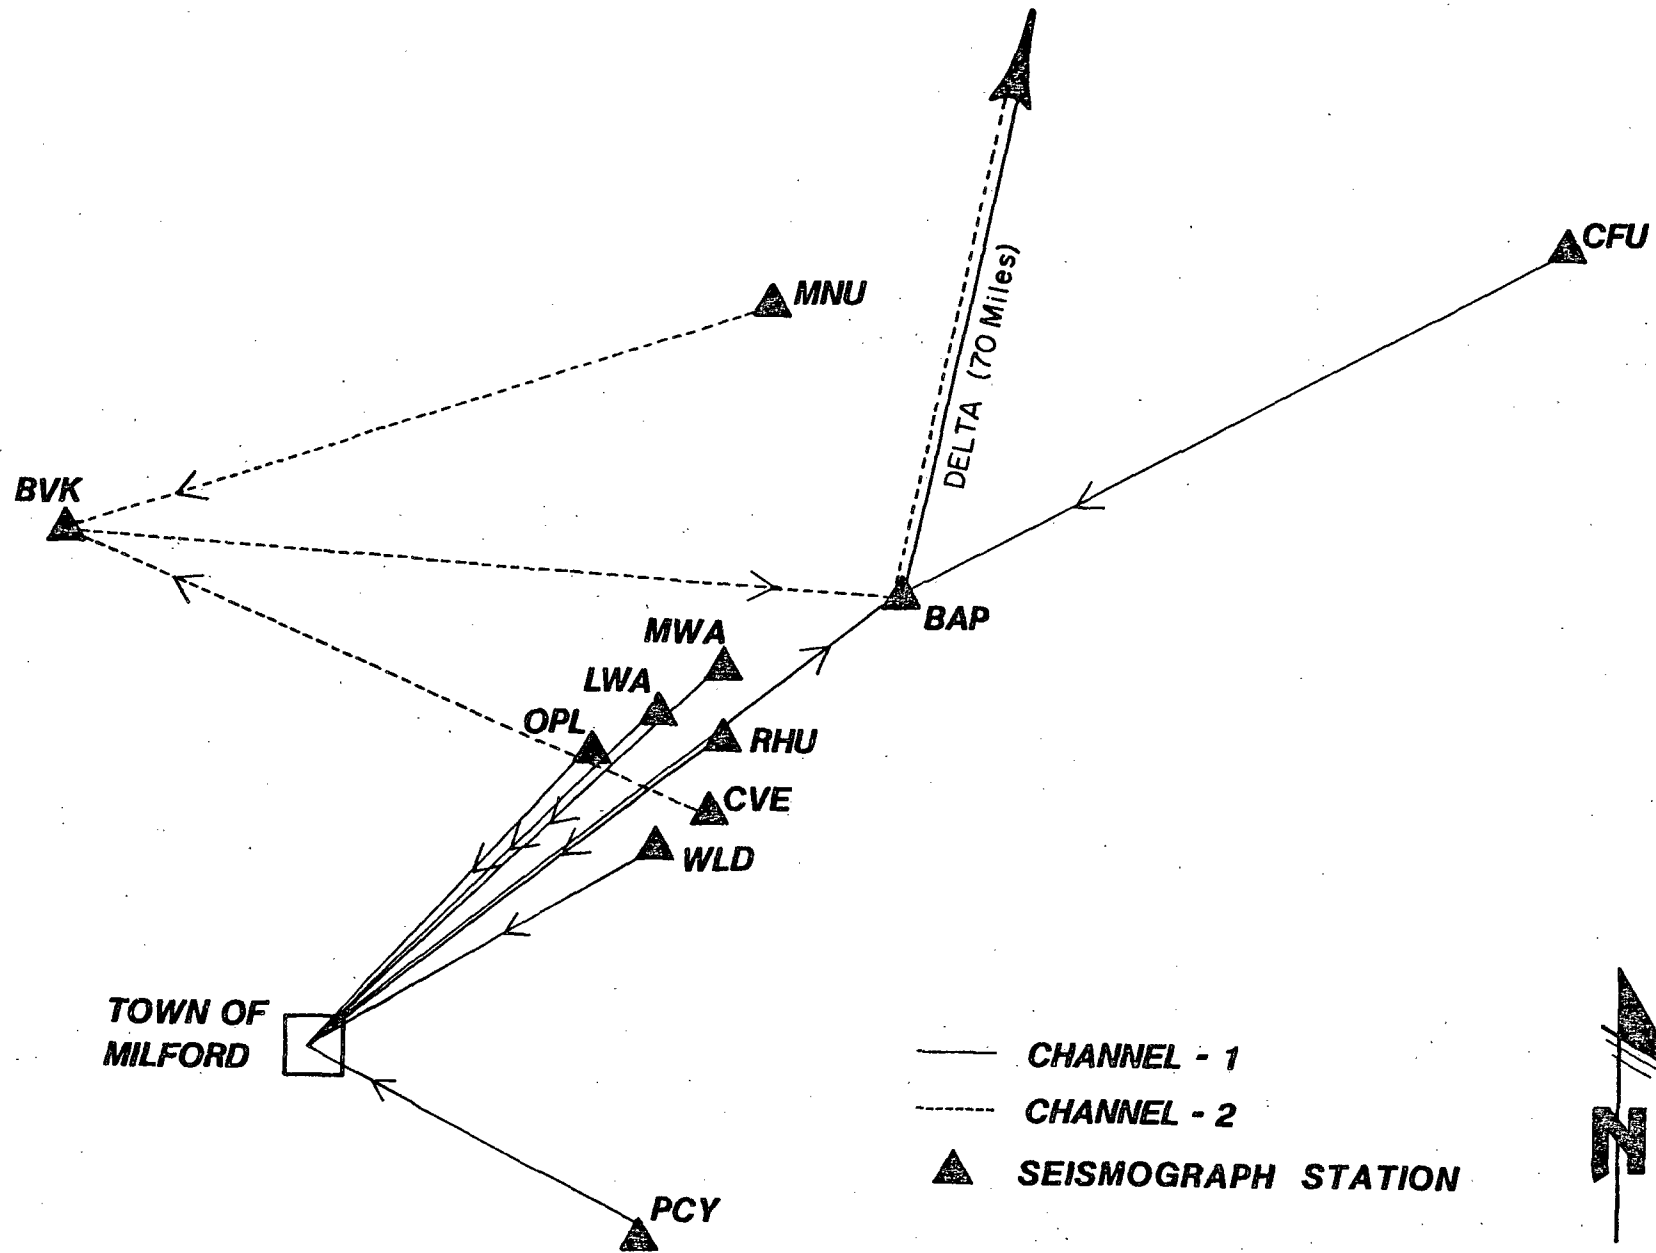 CFU
MNU
DELTA (70 Miles)
BVK
BAP
MWA
LWA
OPL
RHU
CVE
WLD
TOWN OF
MILFORD
CHANNEL - 1
CHANNEL - 2
SEISMOGRAPH STATION
PCY
N